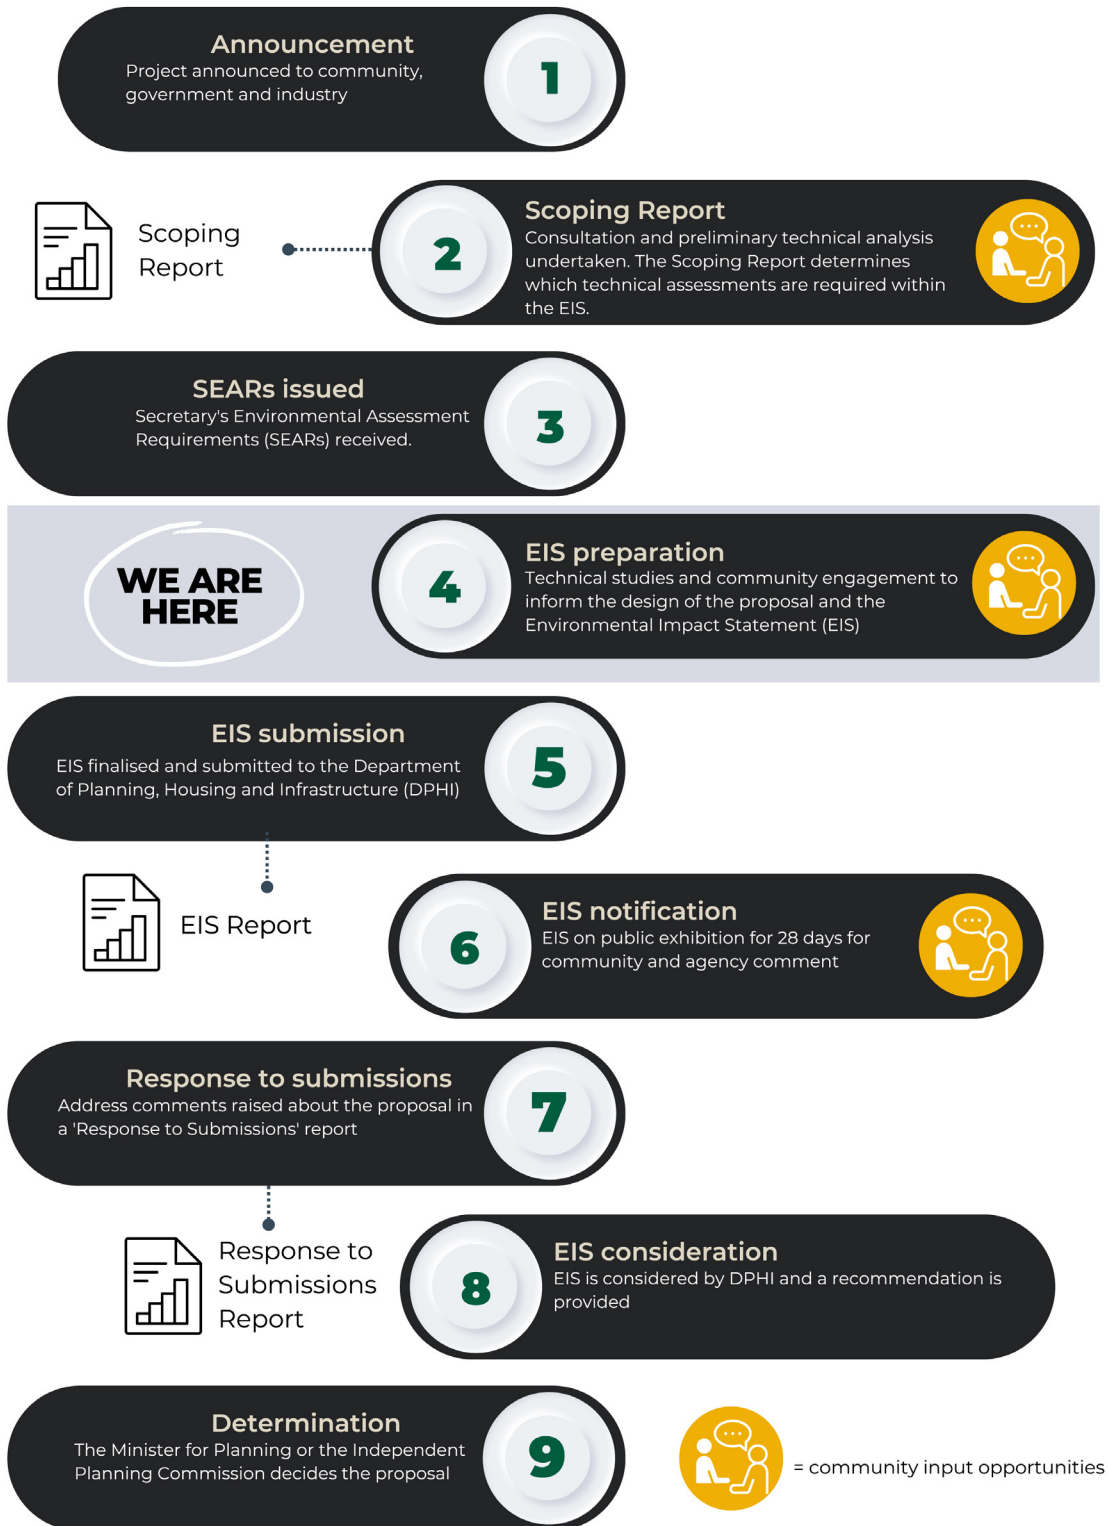 Announcement
Project announced to community,
government and industry
1
Scoping
Report
2
Scoping Report
Consultation and preliminary technical analysis
undertaken. The Scoping Report determines
which technical assessments are required within
the EIS.
SEARs issued
Secretary's Environmental Assessment
Requirements (SEARs) received.
3
WE ARE
HERE
4
EIS preparation
Technical studies and community engagement to
inform the design of the proposal and the
Environmental Impact Statement (EIS)
EIS submission
EIS finalised and submitted to the Department
of Planning, Housing and Infrastructure (DPHI)
5
EIS Report
6
EIS notification
EIS on public exhibition for 28 days for
community and agency comment
Response to submissions
Address comments raised about the proposal in
a 'Response to Submissions' report
7
Response to
Submissions
Report
8
EIS consideration
EIS is considered by DPHI and a recommendation is
provided
Determination
The Minister for Planning or the Independent
Planning Commission decides the proposal
9
= community input opportunities